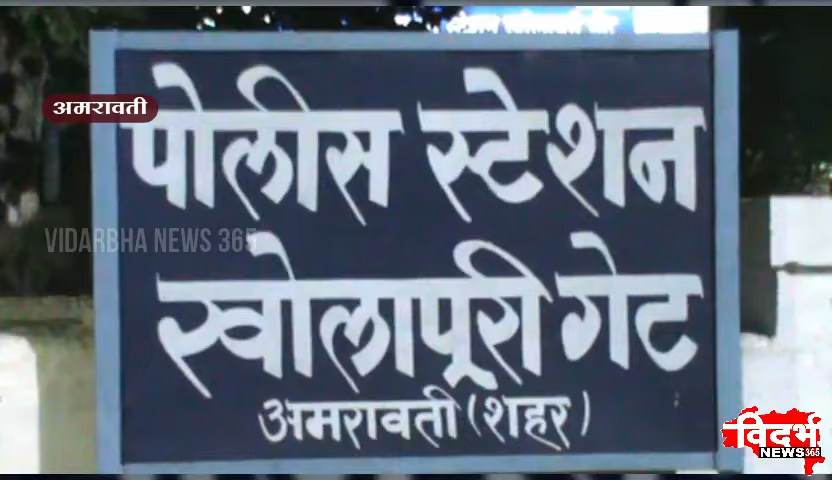 अमरावती
पोलीस स्टेशन
VIDARBHA NEWS 365
खोलापूरी गेट
अमरावती (शहर)
विदर्भ
NEWS365